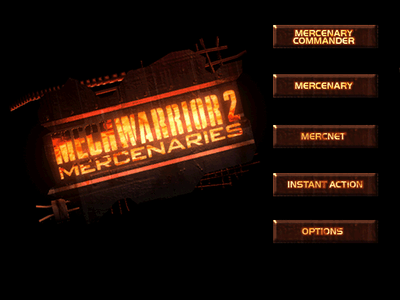 MECHWARRIOR 2
MERCENARIES
MERCENARY
COMMANDER
MERCENARY
MERCNET
INSTANT ACTION
OPTIONS